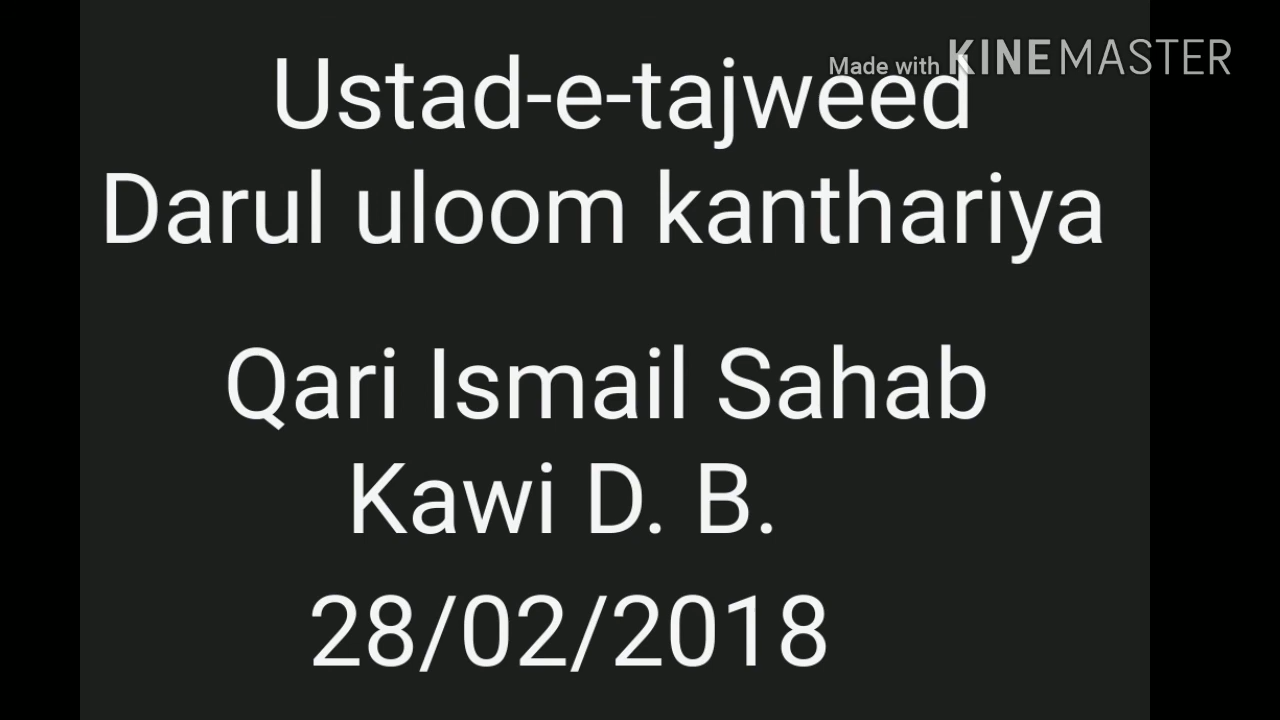 Made with KINEMASTER
Ustad-e-tajweed
Darul uloom kanthariya
Qari Ismail Sahab
Kawi D. B.
28/02/2018